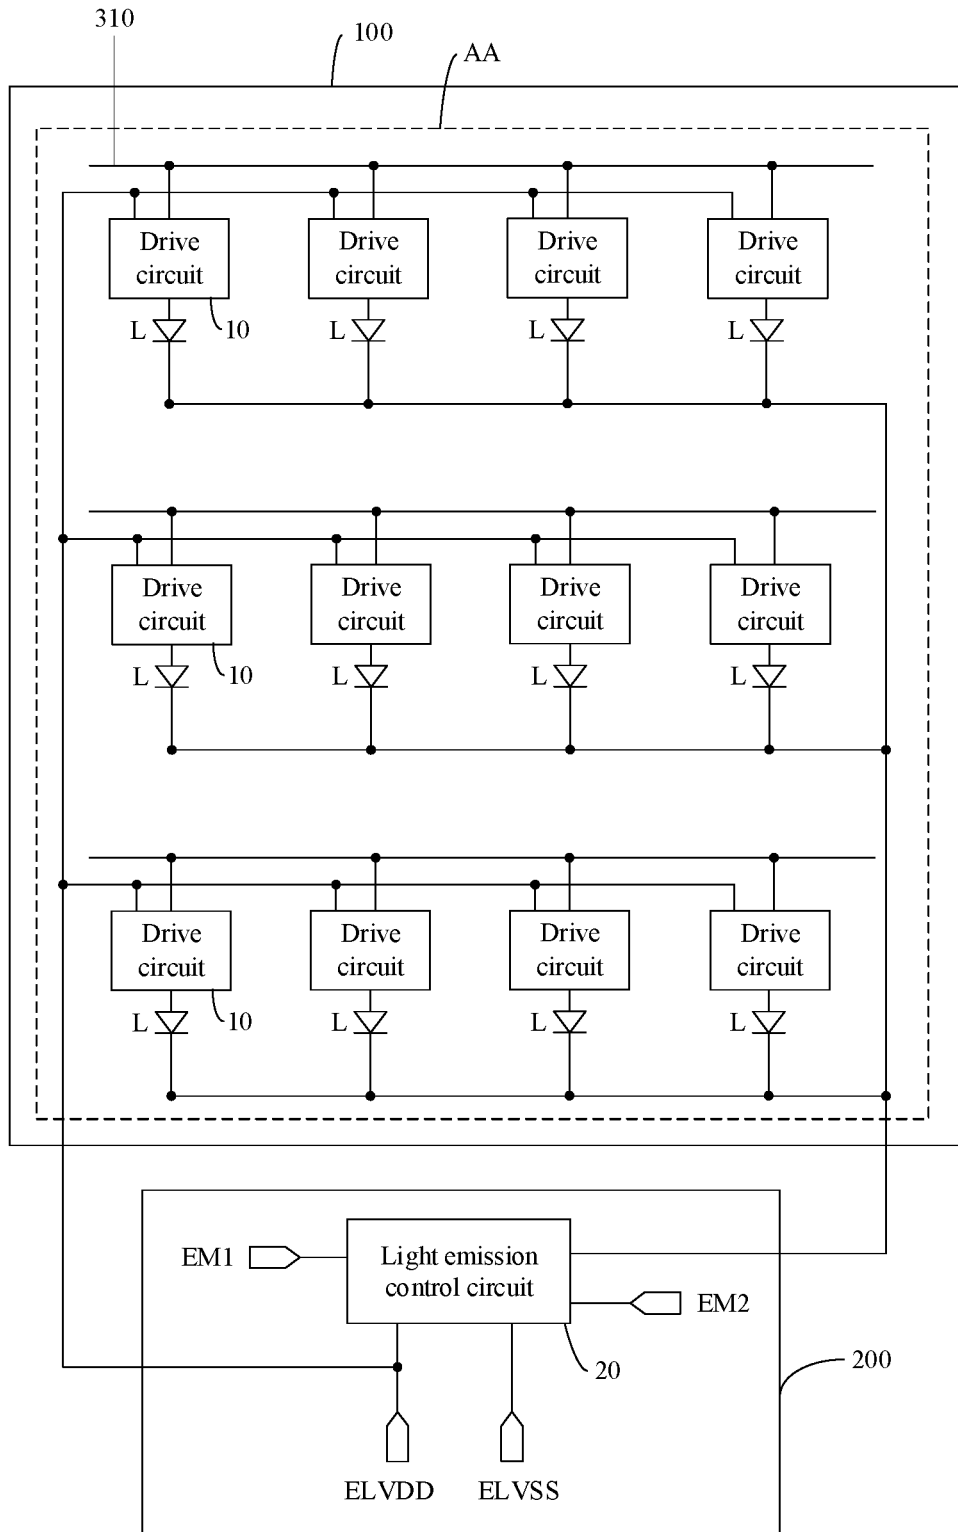 310
100
AA
Drive circuit
Drive circuit
Drive circuit
Drive circuit
L
10
L
L
L
Drive circuit
Drive circuit
Drive circuit
Drive circuit
L
10
L
L
L
Drive circuit
Drive circuit
Drive circuit
Drive circuit
L
10
L
L
L
EM1
Light emission
control circuit
EM2
20
200
ELVDD
ELVSS